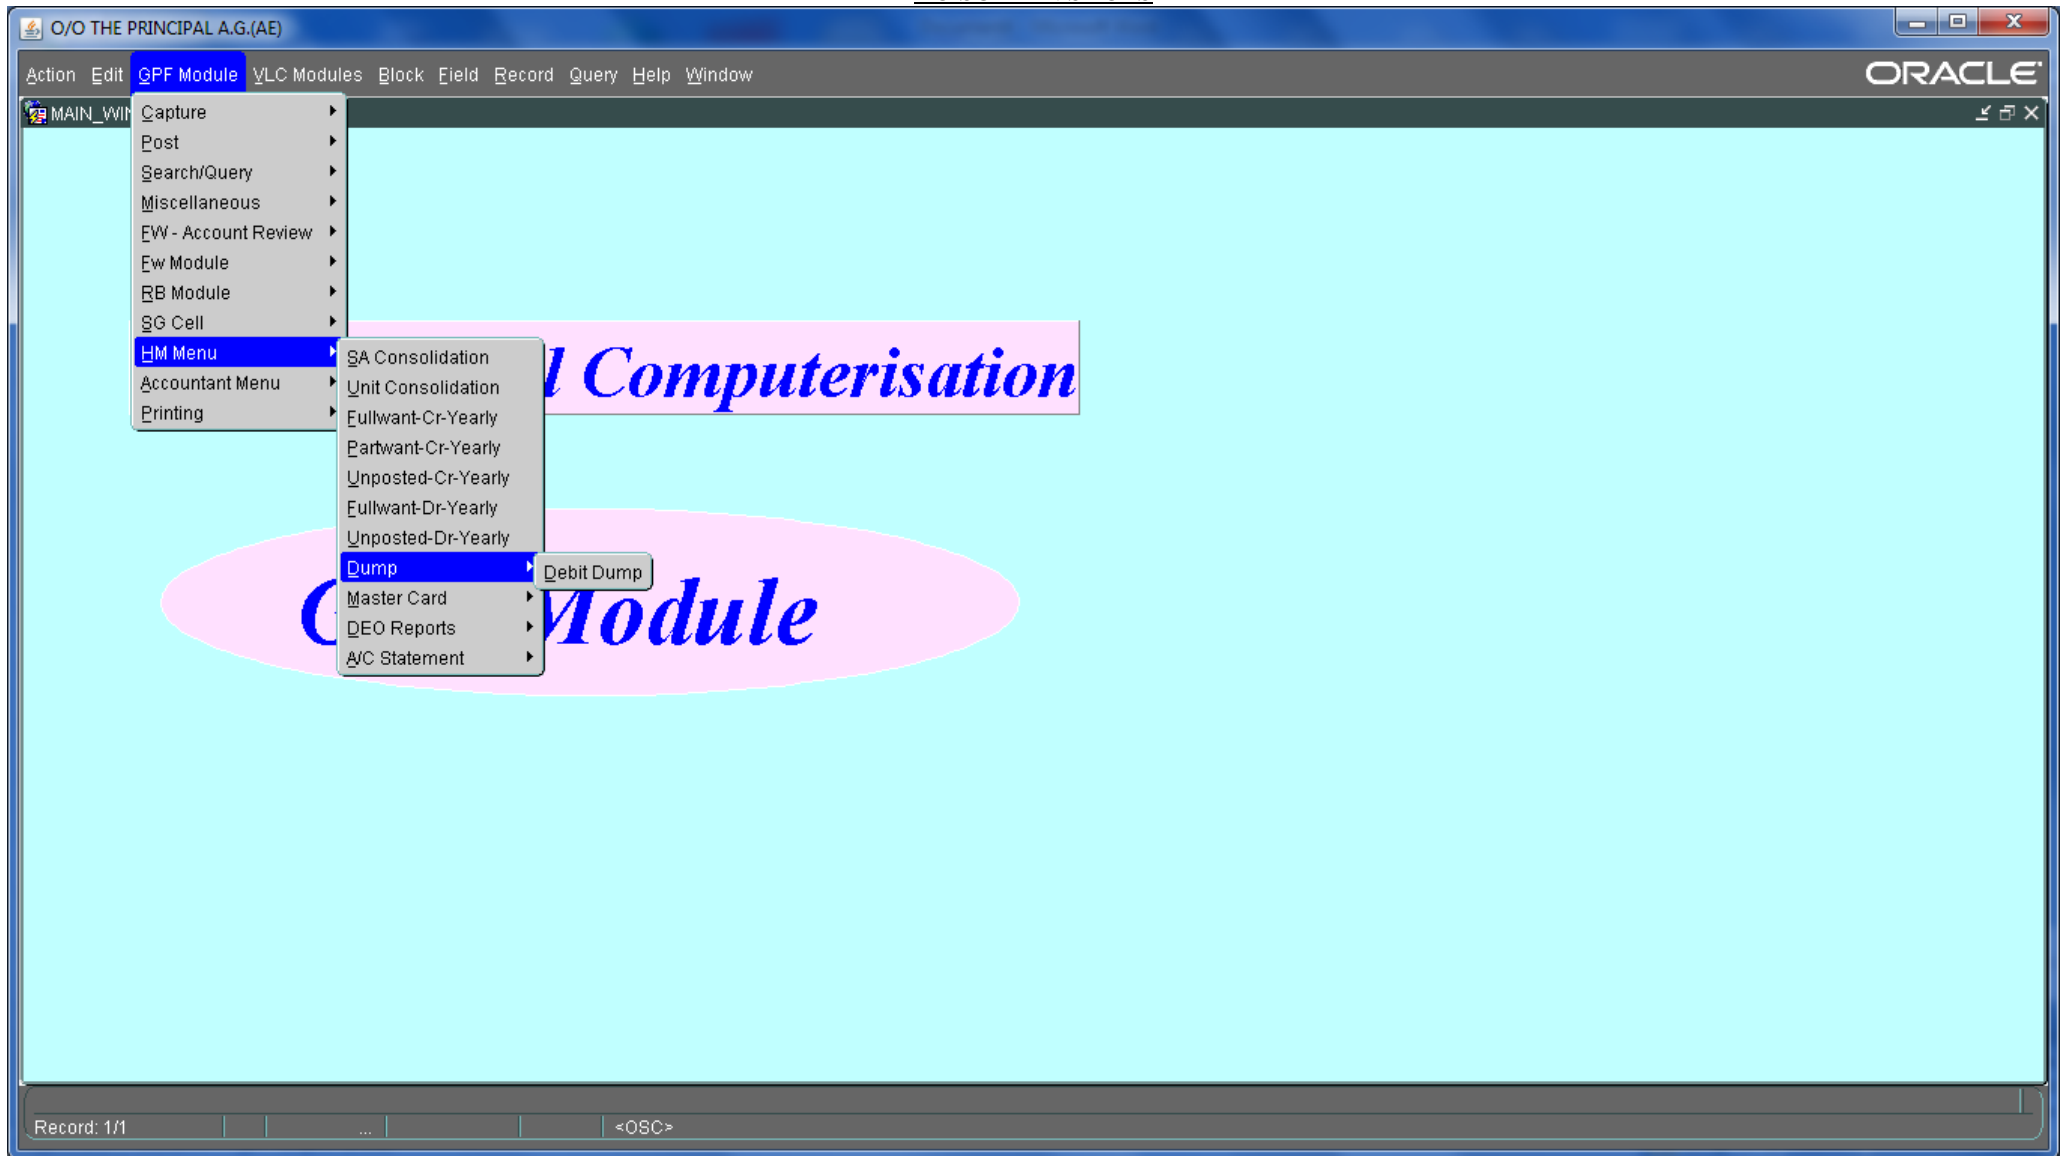 O/O THE PRINCIPAL A.G.(AE)
Action Edit GPF Module VLC Modules Block Field Record Query Help Window
ORACLE
MAIN_WIN
Capture
Post
Search/Query
Miscellaneous
FW - Account Review
Fw Module
RB Module
SG Cell
HM Menu
Accountant Menu
Printing
SA Consolidation
Unit Consolidation
Fullwant-Cr-Yearly
Partwant-Cr-Yearly
Unposted-Cr-Yearly
Fullwant-Dr-Yearly
Unposted-Dr-Yearly
Dump
Master Card
DEO Reports
A/C Statement
Debit Dump
l Computerisation
G Module
Record: 1/1 ... <OSC>